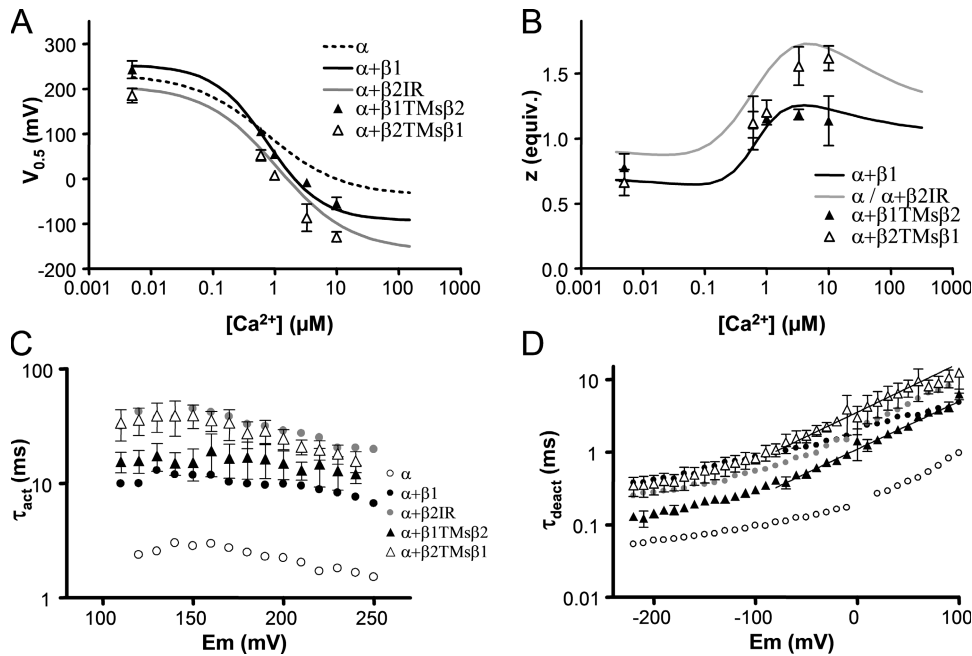 A
300
200
100
0
-100
-200
V0.5 (mV)
α
α+β1
α+β2IR
α+β1TMsβ2
α+β2TMsβ1
0.001 0.01 0.1 1 10 100 1000
[Ca²⁺] (µM)
B
1.5
1.0
0.5
0.0
z (equiv.)
α+β1
α / α+β2IR
α+β1TMsβ2
α+β2TMsβ1
0.001 0.01 0.1 1 10 100 1000
[Ca²⁺] (µM)
C
100
10
1
τact (ms)
α
α+β1
α+β2IR
α+β1TMsβ2
α+β2TMsβ1
100 150 200 250
Em (mV)
D
10
1
0.1
0.01
τdeact (ms)
-200 -100 0 100
Em (mV)